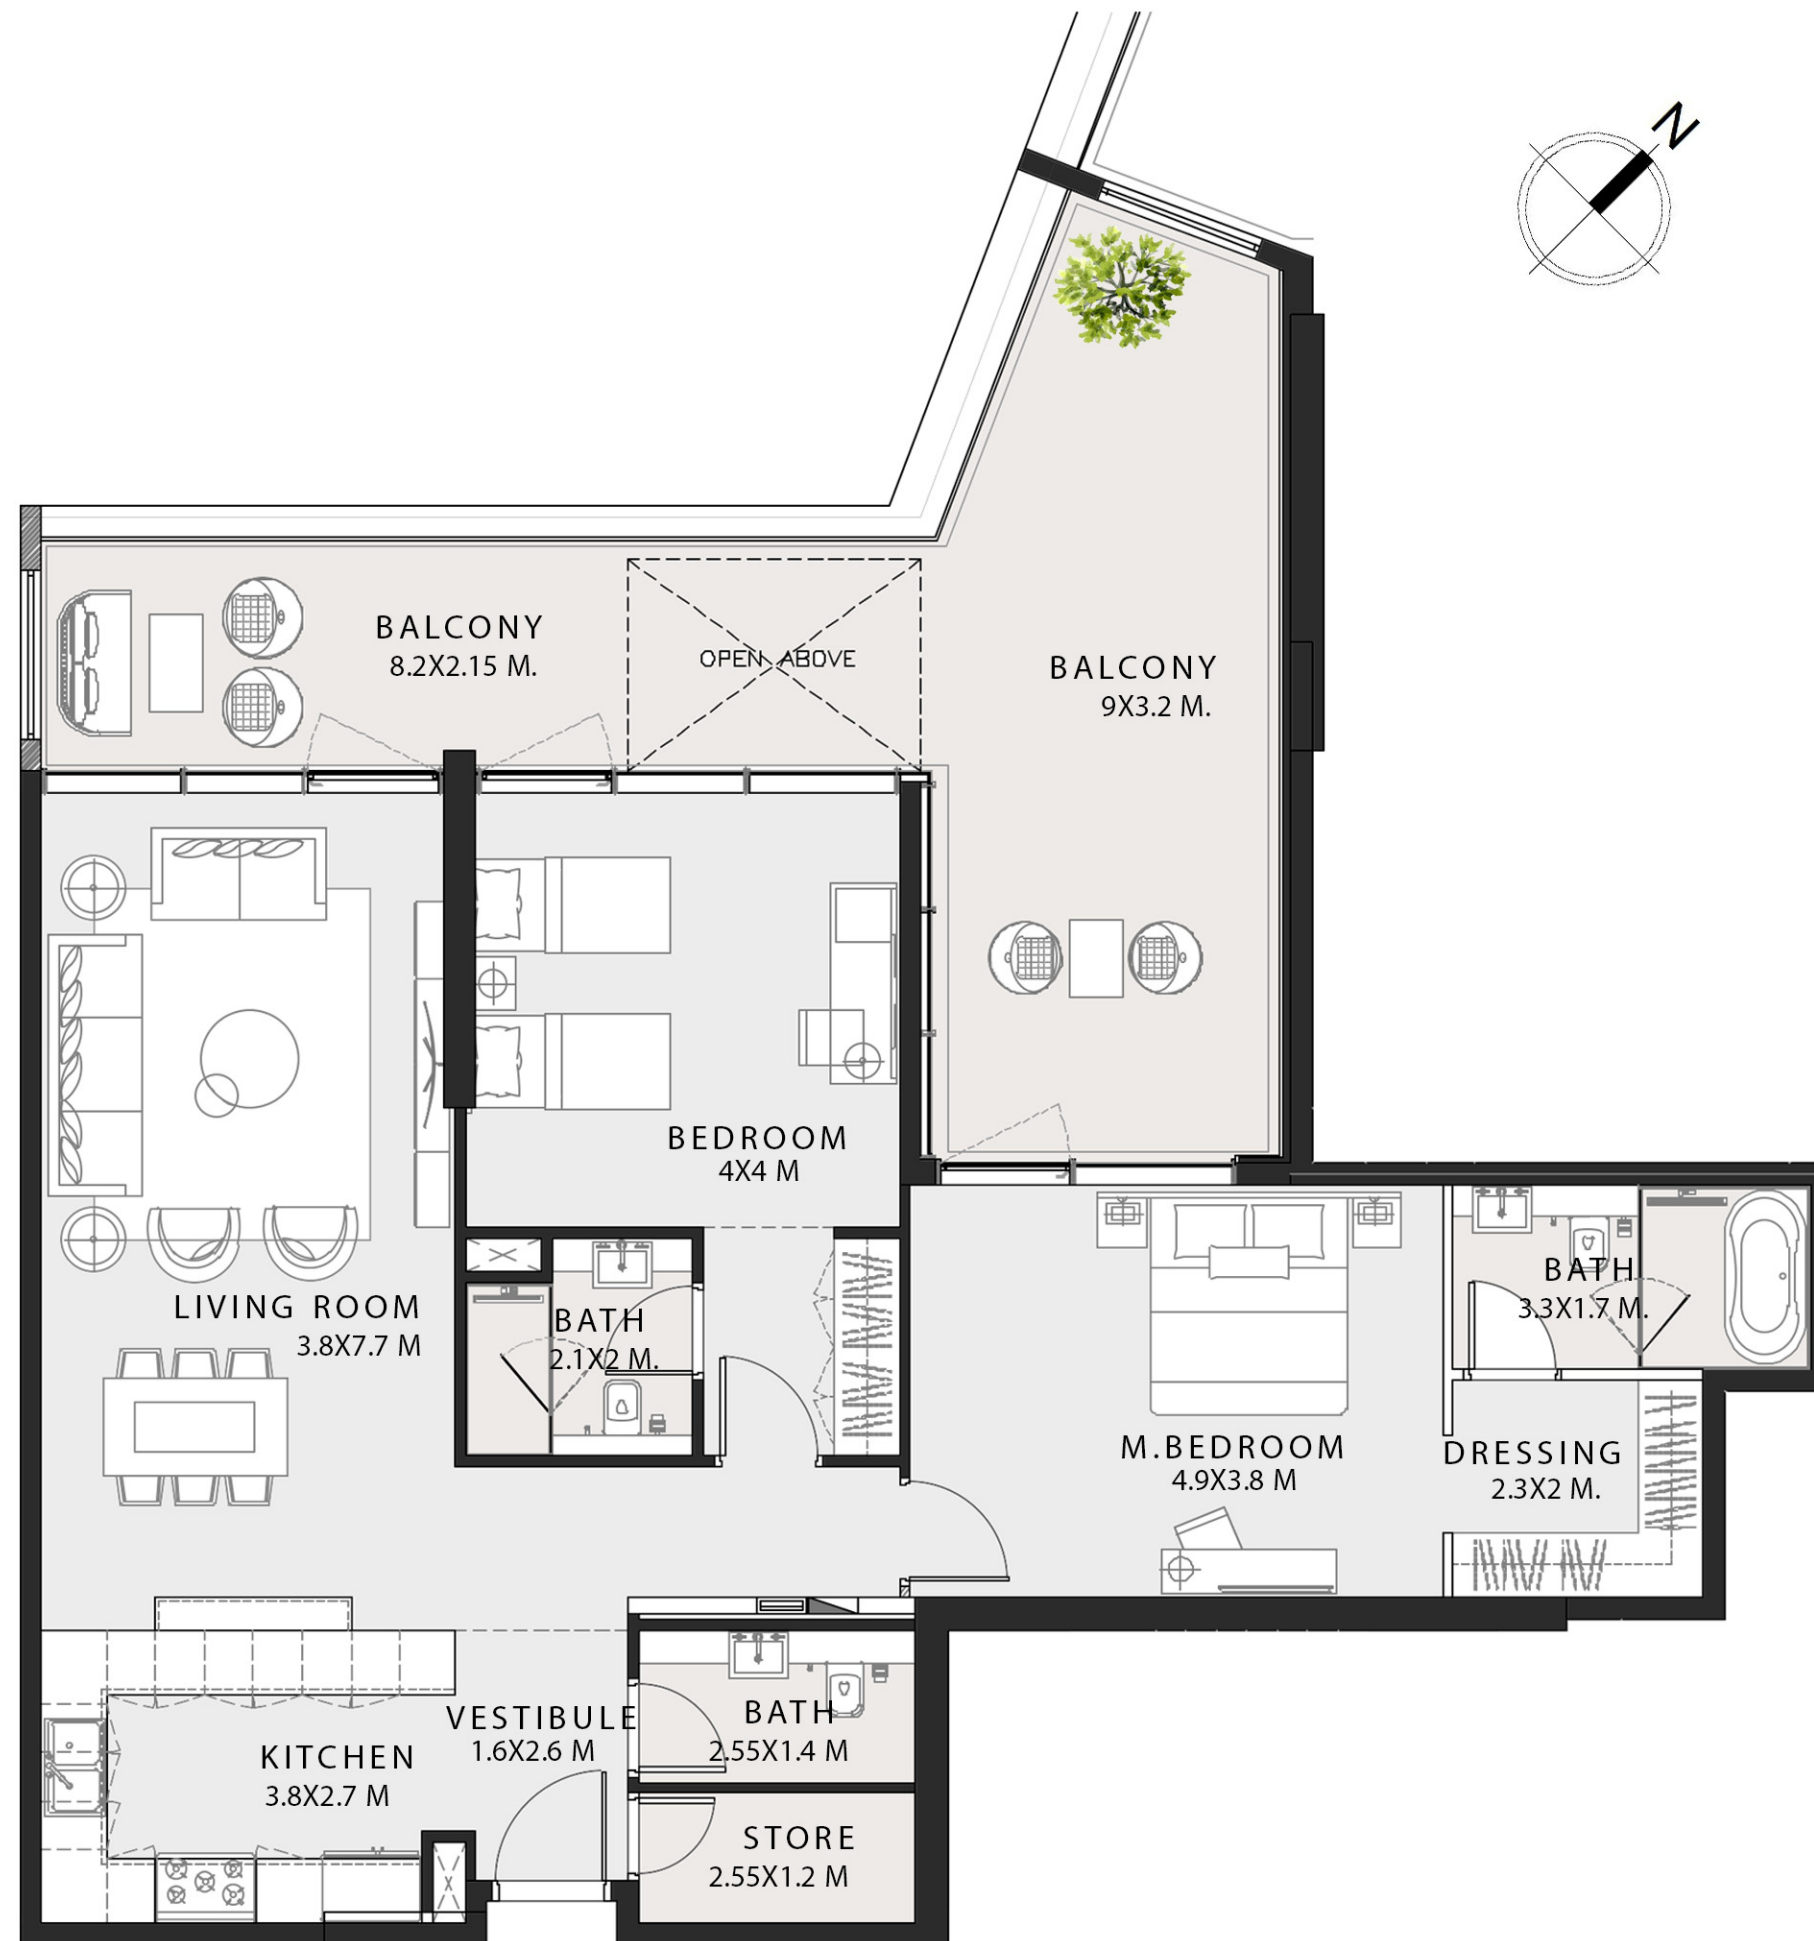 N
BALCONY
8.2X2.15 M.
OPEN ABOVE
BALCONY
9X3.2 M.
BEDROOM
4X4 M
LIVING ROOM
3.8X7.7 M
BATH
2.1X2 M.
BATH
3.3X1.7 M.
M.BEDROOM
4.9X3.8 M
DRESSING
2.3X2 M.
VESTIBULE
1.6X2.6 M
BATH
2.55X1.4 M
KITCHEN
3.8X2.7 M
STORE
2.55X1.2 M